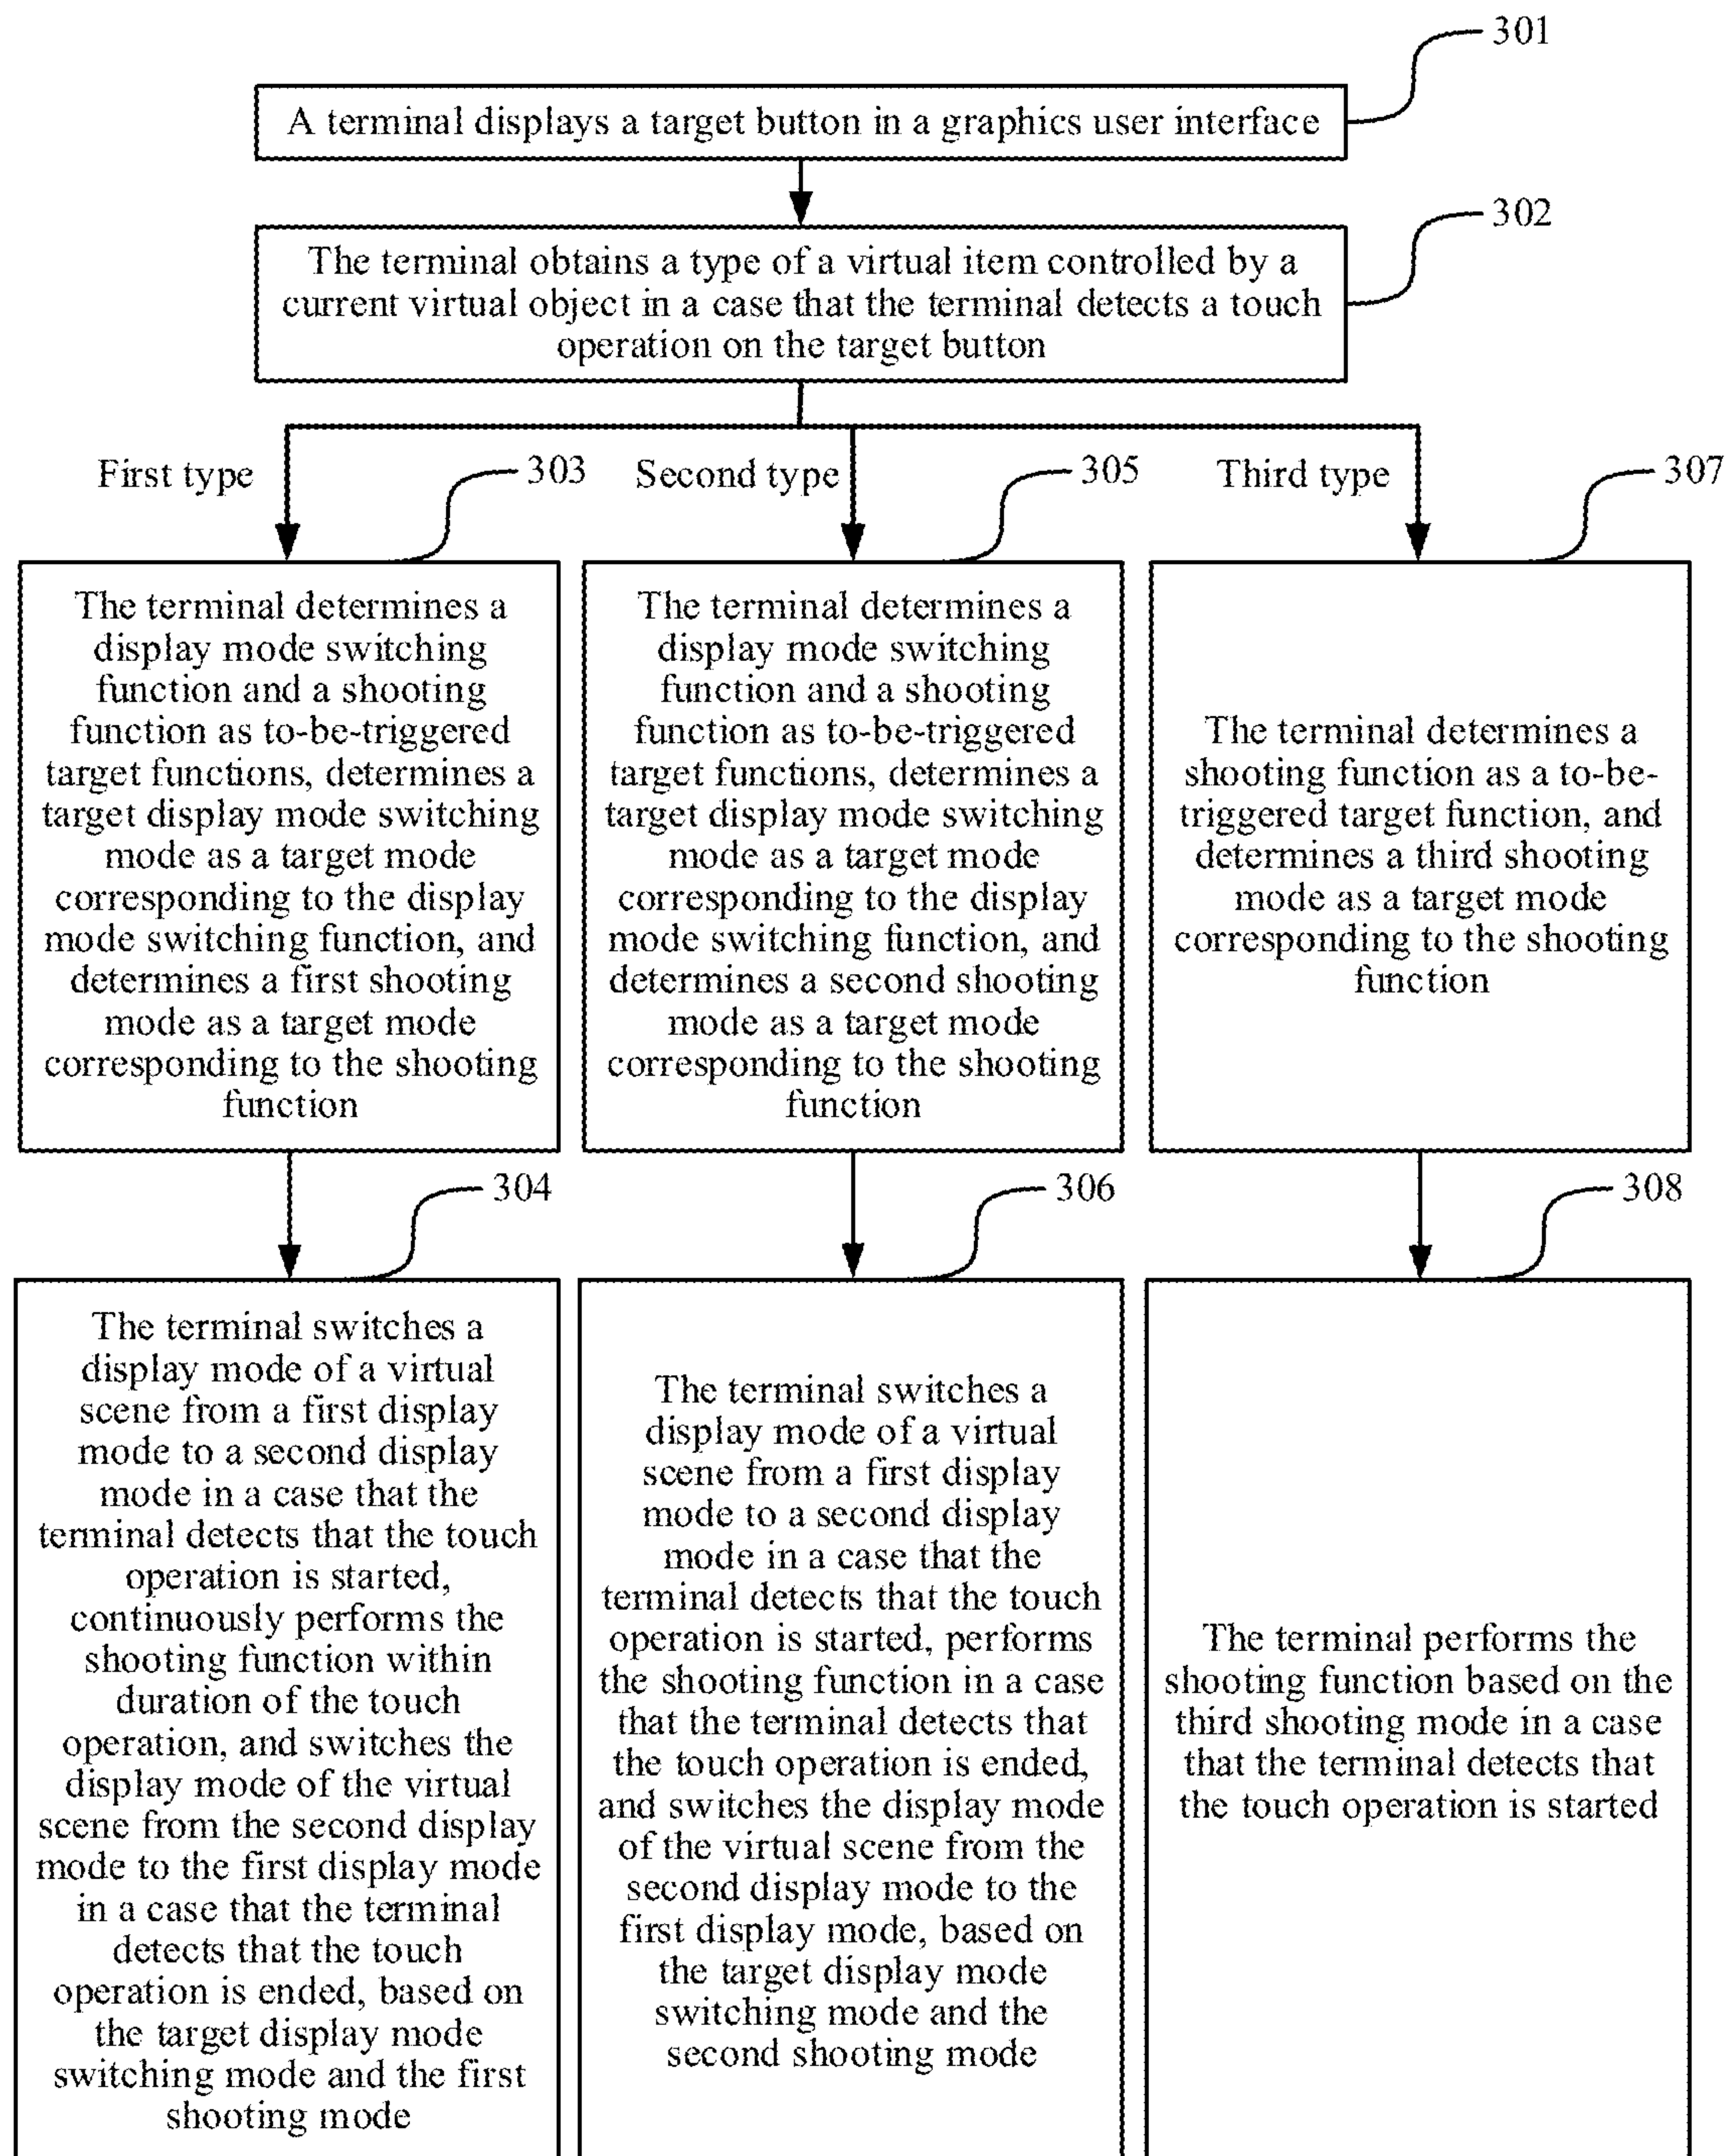 301
A terminal displays a target button in a graphics user interface
302
The terminal obtains a type of a virtual item controlled by a
current virtual object in a case that the terminal detects a touch
operation on the target button
First type
303
Second type
305
Third type
307
The terminal determines a
display mode switching
function and a shooting
function as to-be-triggered
target functions, determines a
target display mode switching
mode as a target mode
corresponding to the display
mode switching function, and
determines a first shooting
mode as a target mode
corresponding to the shooting
function
The terminal determines a
display mode switching
function and a shooting
function as to-be-triggered
target functions, determines a
target display mode switching
mode as a target mode
corresponding to the display
mode switching function, and
determines a second shooting
mode as a target mode
corresponding to the shooting
function
The terminal determines a
shooting function as a to-be-
triggered target function, and
determines a third shooting
mode as a target mode
corresponding to the shooting
function
304
306
308
The terminal switches a
display mode of a virtual
scene from a first display
mode to a second display
mode in a case that the
terminal detects that the touch
operation is started,
continuously performs the
shooting function within
duration of the touch
operation, and switches the
display mode of the virtual
scene from the second display
mode to the first display mode
in a case that the terminal
detects that the touch
operation is ended, based on
the target display mode
switching mode and the first
shooting mode
The terminal switches a
display mode of a virtual
scene from a first display
mode to a second display
mode in a case that the
terminal detects that the touch
operation is started, performs
the shooting function in a case
that the terminal detects that
the touch operation is ended,
and switches the display mode
of the virtual scene from the
second display mode to the
first display mode, based on
the target display mode
switching mode and the
second shooting mode
The terminal performs the
shooting function based on the
third shooting mode in a case
that the terminal detects that
the touch operation is started